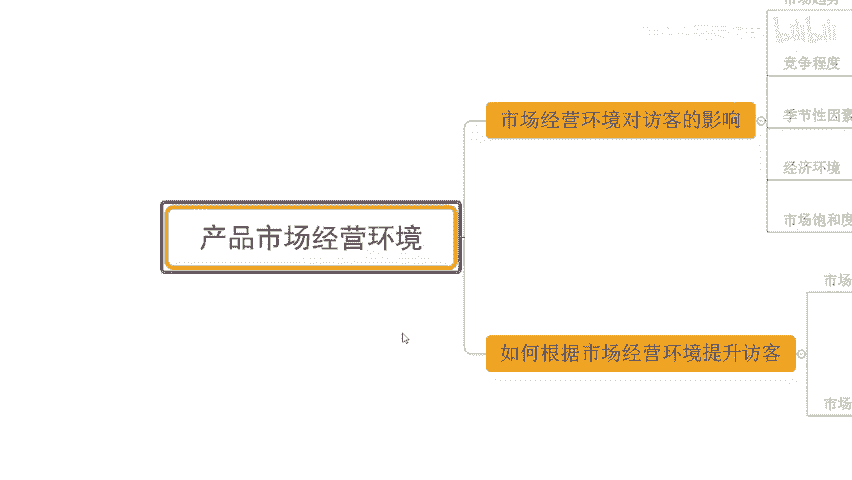 市场趋势
竞争程度
市场经营环境对访客的影响
季节性因素
经济环境
产品市场经营环境
市场饱和度
市场
如何根据市场经营环境提升访客
市场